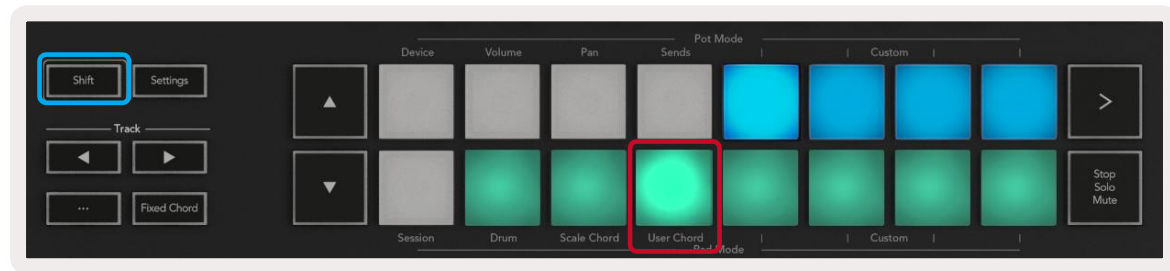 Pot Mode
Device Volume Pan Sends Custom
Shift Settings
Track
... Fixed Chord
Stop
Solo
Mute
Session Drum Scale Chord User Chord Custom
Pad Mode